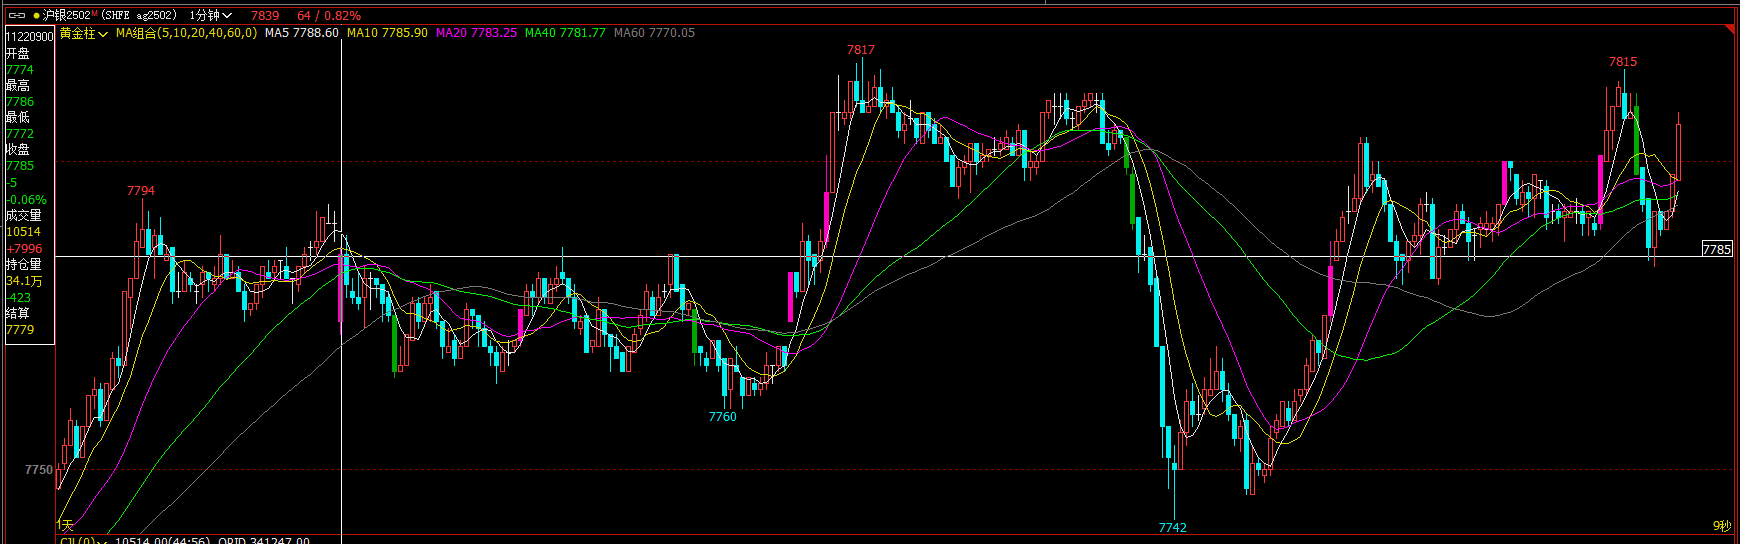 沪银2502M(SHFE ag2502) 1分钟 7839 64 / 0.82%
黄金柱 MA组合(5,10,20,40,60,0) MA5 7788.60 MA10 7785.90 MA20 7783.25 MA40 7781.77 MA60 7770.05
11220900
开盘
7774
最高
7786
最低
7772
收盘
7785
-5
-0.06%
成交量
10514
+7996
持仓量
34.1万
-423
结算
7779
7794
7817
7815
7785
7760
7750
7742
1天
9秒
CJL(0) 10514.00(44:56) OPID 341247.00